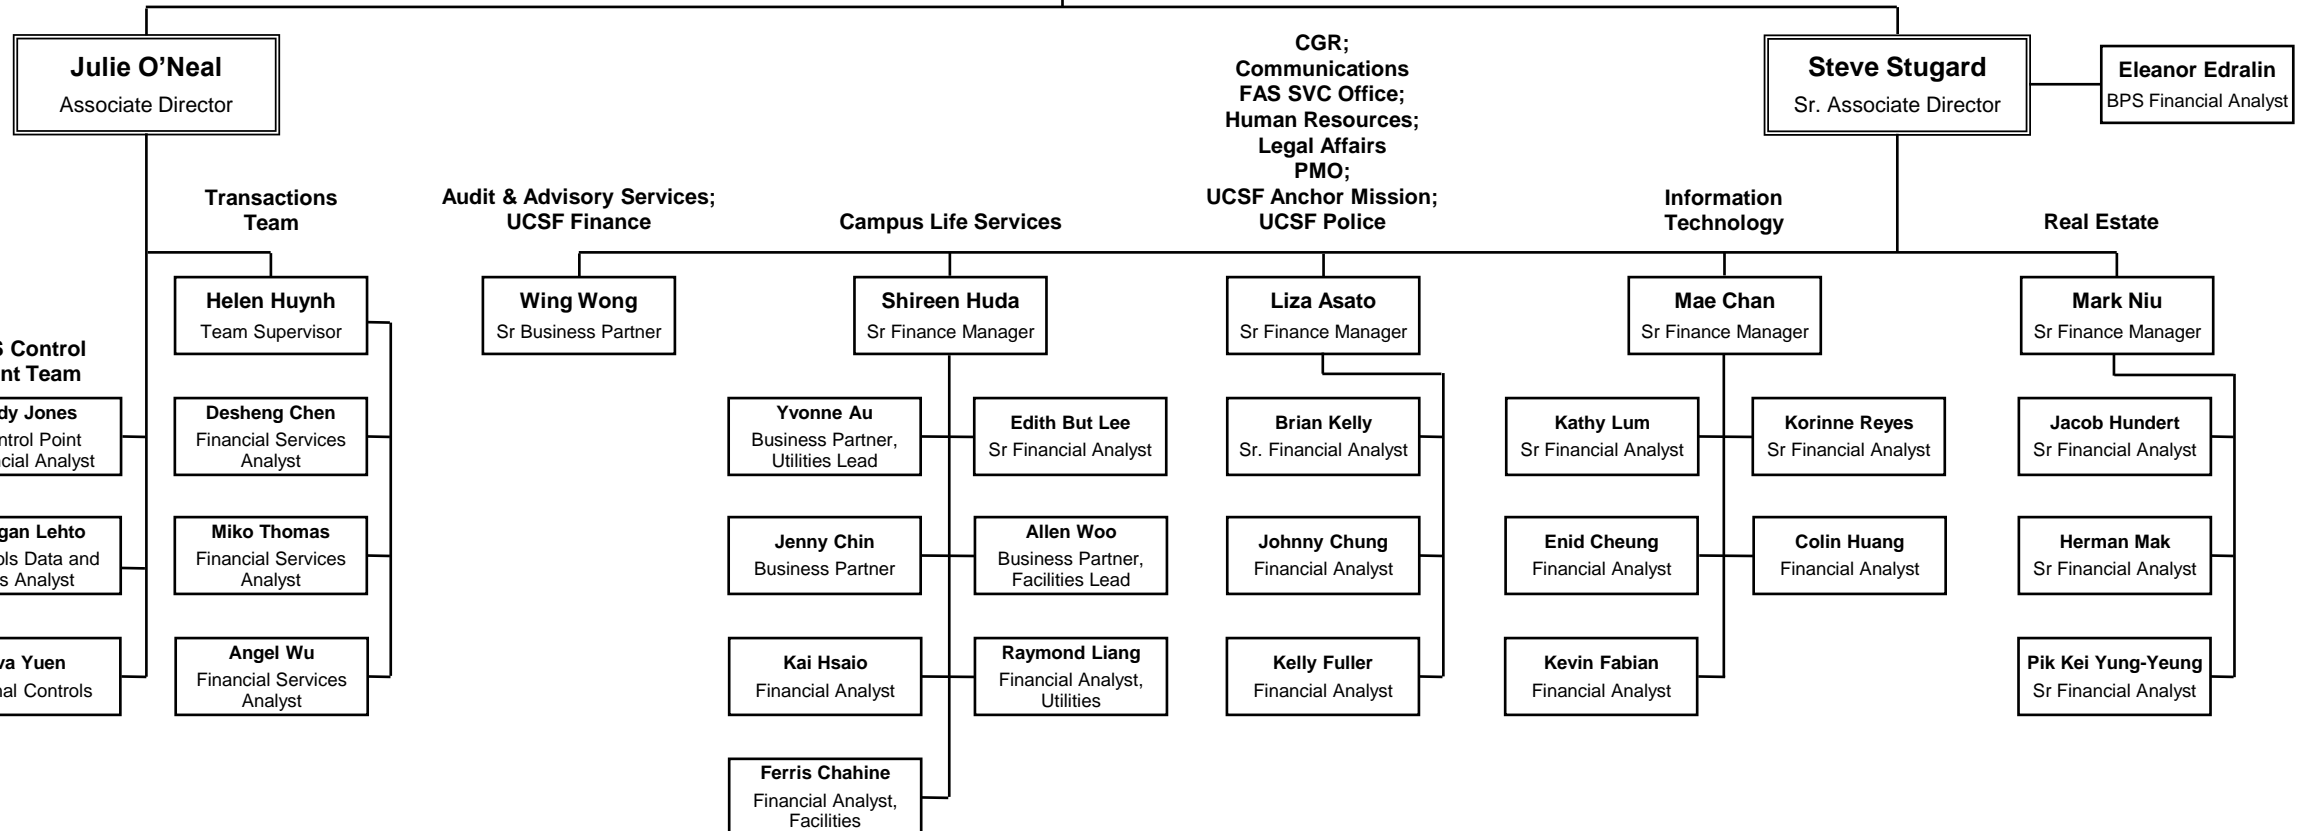 Julie O’Neal
Associate Director
CGR;
Communications
FAS SVC Office;
Human Resources;
Legal Affairs
PMO;
UCSF Anchor Mission;
UCSF Police
Steve Stugard
Sr. Associate Director
Eleanor Edralin
BPS Financial Analyst
Transactions
Team
Audit & Advisory Services;
UCSF Finance
Campus Life Services
Information
Technology
Real Estate
Helen Huynh
Team Supervisor
Wing Wong
Sr Business Partner
Shireen Huda
Sr Finance Manager
Liza Asato
Sr Finance Manager
Mae Chan
Sr Finance Manager
Mark Niu
Sr Finance Manager
Control
Team
Jones
Point
Analyst
Desheng Chen
Financial Services
Analyst
Yvonne Au
Business Partner,
Utilities Lead
Edith But Lee
Sr Financial Analyst
Brian Kelly
Sr. Financial Analyst
Kathy Lum
Sr Financial Analyst
Korinne Reyes
Sr Financial Analyst
Jacob Hundert
Sr Financial Analyst
Lehto
Data and
Analyst
Miko Thomas
Financial Services
Analyst
Jenny Chin
Business Partner
Allen Woo
Business Partner,
Facilities Lead
Johnny Chung
Financial Analyst
Enid Cheung
Financial Analyst
Colin Huang
Financial Analyst
Herman Mak
Sr Financial Analyst
Yuen
Controls
Angel Wu
Financial Services
Analyst
Kai Hsaio
Financial Analyst
Raymond Liang
Financial Analyst,
Utilities
Kelly Fuller
Financial Analyst
Kevin Fabian
Financial Analyst
Pik Kei Yung-Yeung
Sr Financial Analyst
Ferris Chahine
Financial Analyst,
Facilities